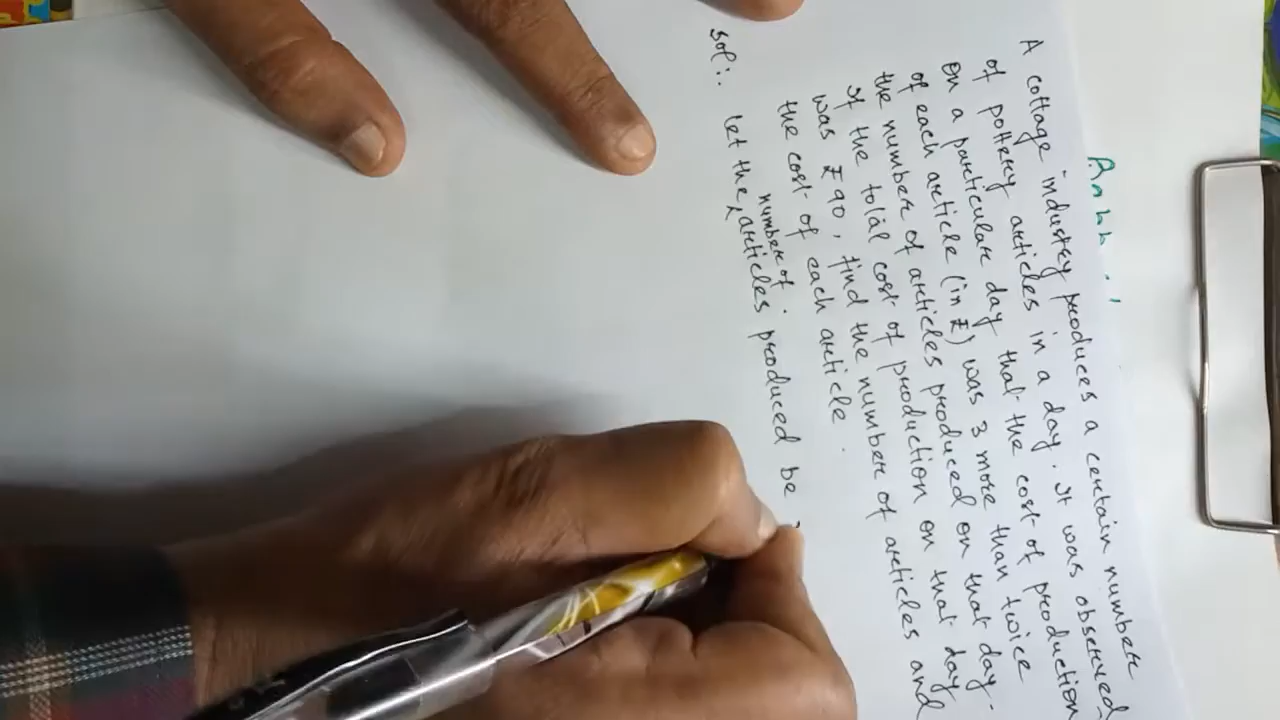 A cottage industry produces a certain number
of pottery articles in a day. It was observed
on a particular day that the cost of production
of each article (in ₹) was 3 more than twice
the number of articles produced on that day.
If the total cost of production on that day
was ₹90, find the number of articles and
the cost of each article.
Sol:. let the number of articles produced be